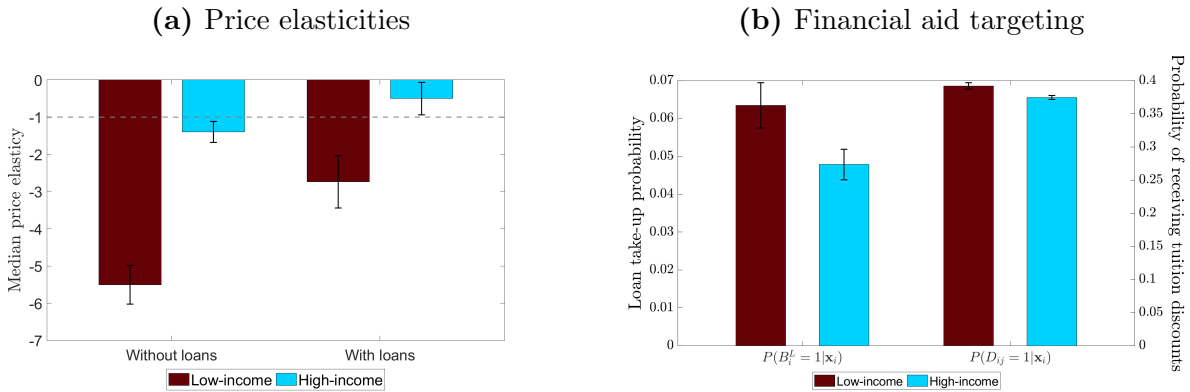 (a) Price elasticities
Median price elasticy
0
-1
-2
-3
-4
-5
-6
-7
Without loans
With loans
Low-income
High-income
(b) Financial aid targeting
Loan take-up probability
0.07
0.06
0.05
0.04
0.03
0.02
0.01
0
Probability of receiving tuition discounts
0.4
0.35
0.3
0.25
0.2
0.15
0.1
0.05
0
P(B_i^L = 1|x_i)
P(D_{ij} = 1|x_i)
Low-income
High-income